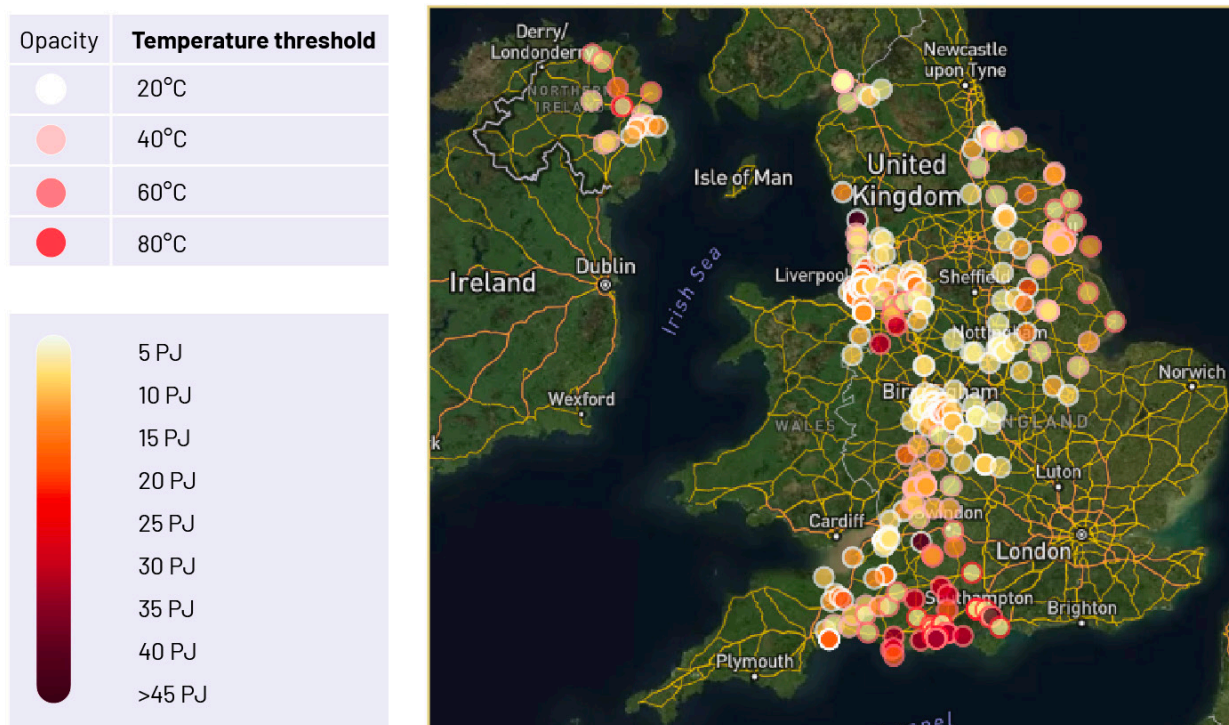 Opacity Temperature threshold
20°C
40°C
60°C
80°C
5 PJ
10 PJ
15 PJ
20 PJ
25 PJ
30 PJ
35 PJ
40 PJ
>45 PJ
Derry/
Londonderry
NORTHERN
IRELAND
Newcastle
upon Tyne
Isle of Man
United
Kingdom
Dublin
Ireland
Irish Sea
Liverpool
Sheffield
Nottingham
Norwich
Wexford
Birmingham
WALES
ENGLAND
Luton
Cardiff
Swindon
London
Southampton
Brighton
Plymouth